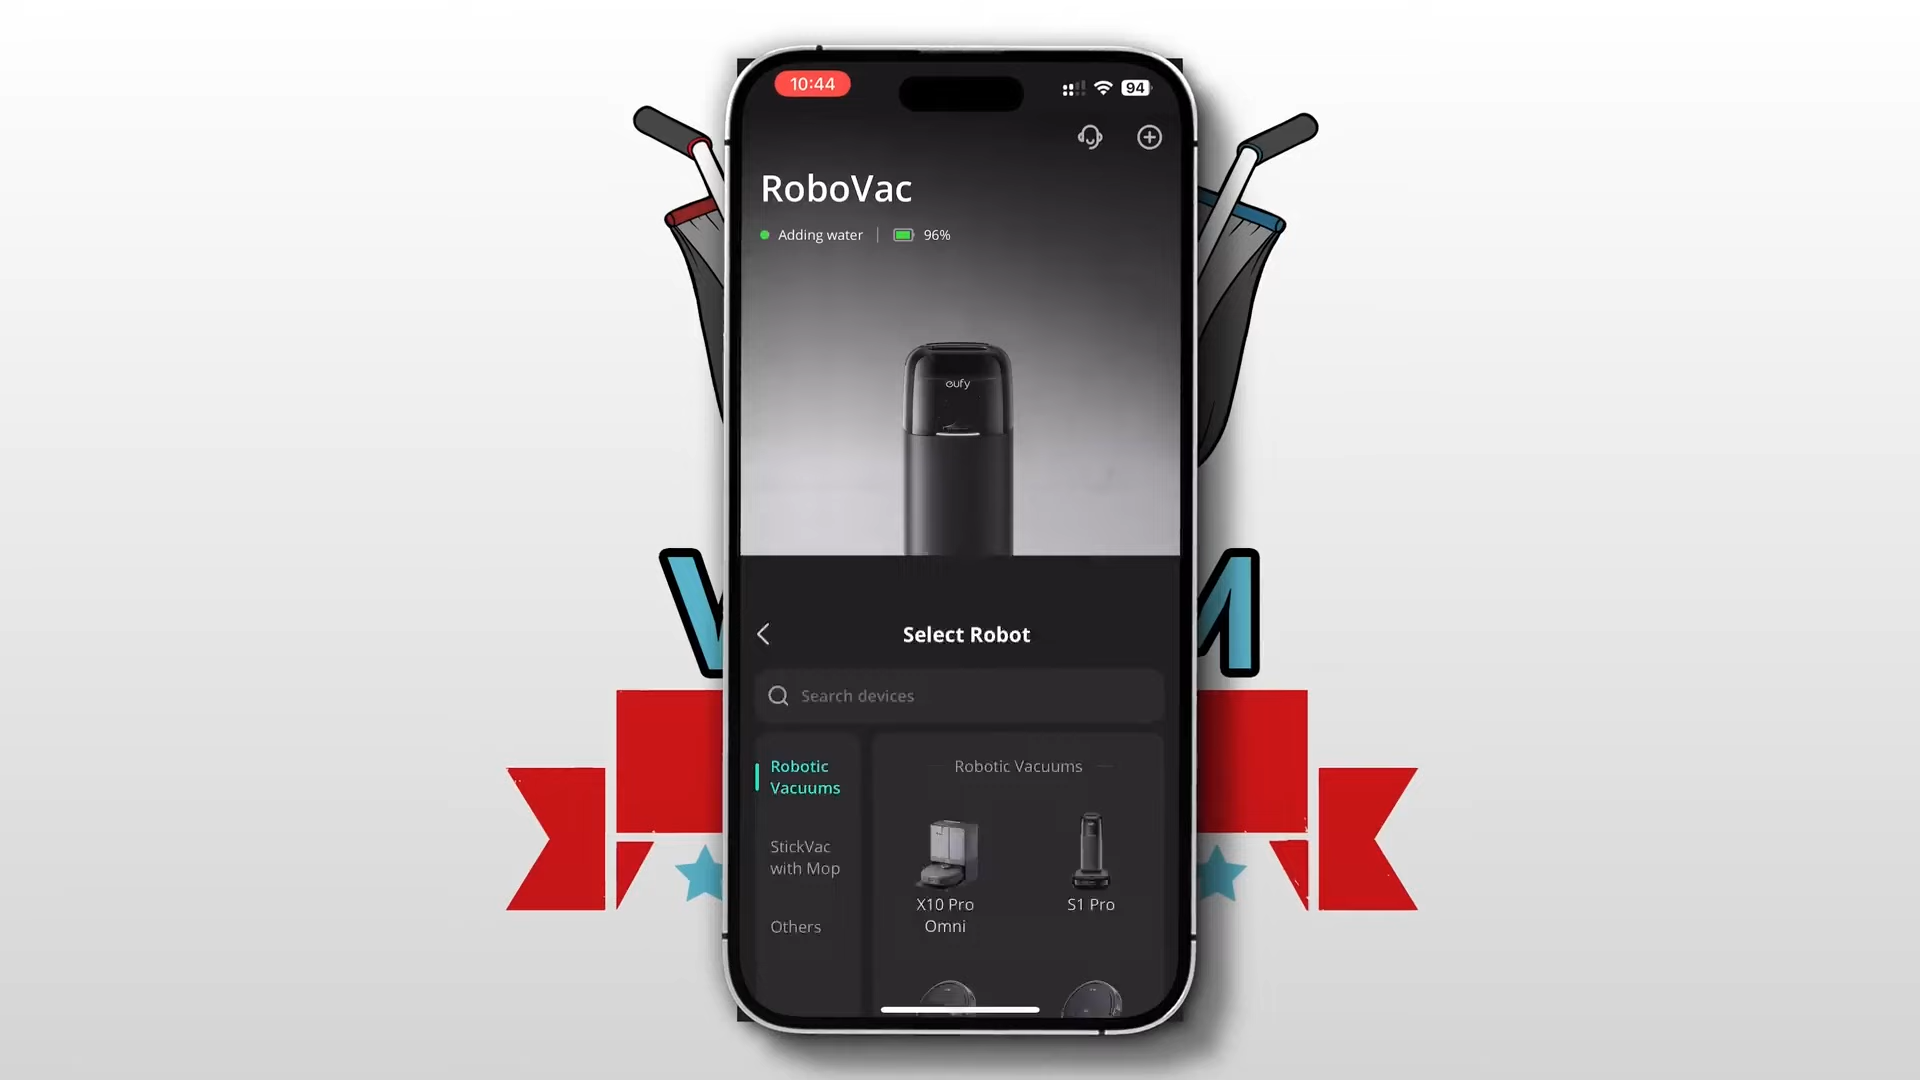 10:44
94
RoboVac
Adding water
96%
eufy
Select Robot
Search devices
Robotic Vacuums
Robotic
Vacuums
StickVac
with Mop
X10 Pro
Omni
S1 Pro
Others
V
M